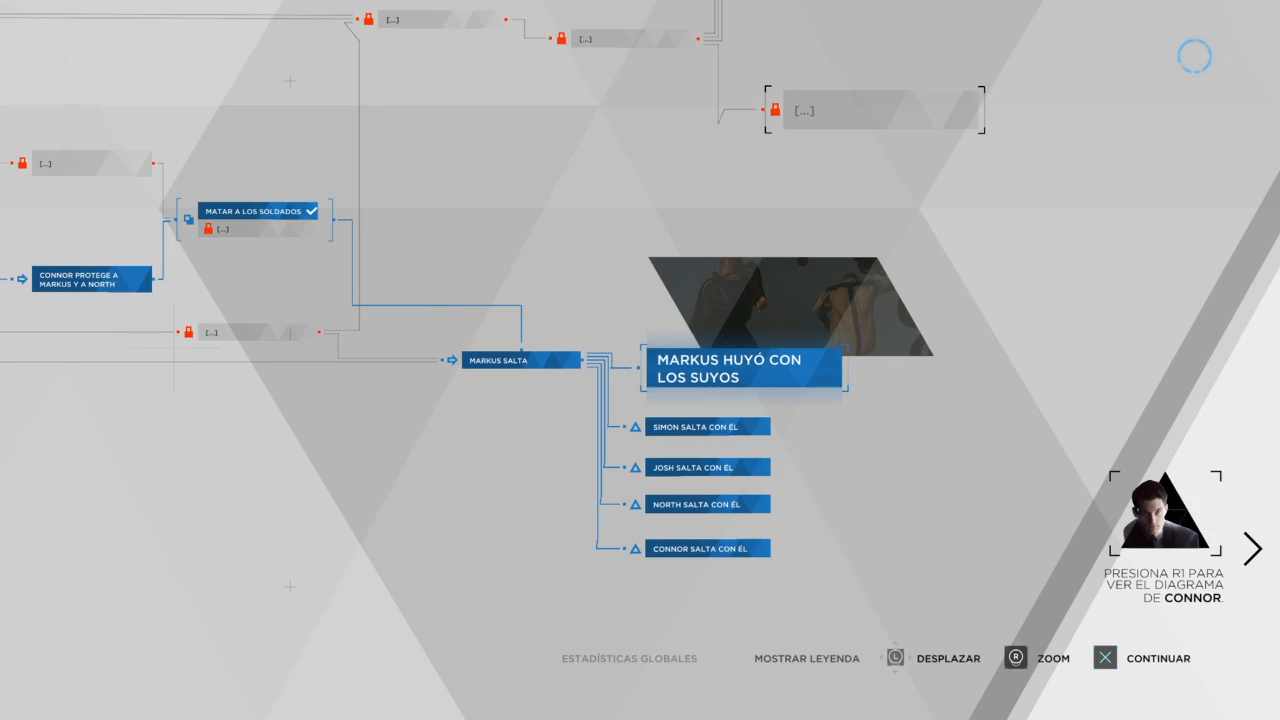 [...]
[...]
[...]
[...]
MATAR A LOS SOLDADOS
[...]
CONNOR PROTEGE A
MARKUS Y A NORTH
[...]
MARKUS SALTA
MARKUS HUYÓ CON
LOS SUYOS
SIMON SALTA CON ÉL
JOSH SALTA CON ÉL
NORTH SALTA CON ÉL
CONNOR SALTA CON ÉL
PRESIONA R1 PARA
VER EL DIAGRAMA
DE CONNOR.
ESTADÍSTICAS GLOBALES
MOSTRAR LEYENDA
L
DESPLAZAR
R
ZOOM
CONTINUAR